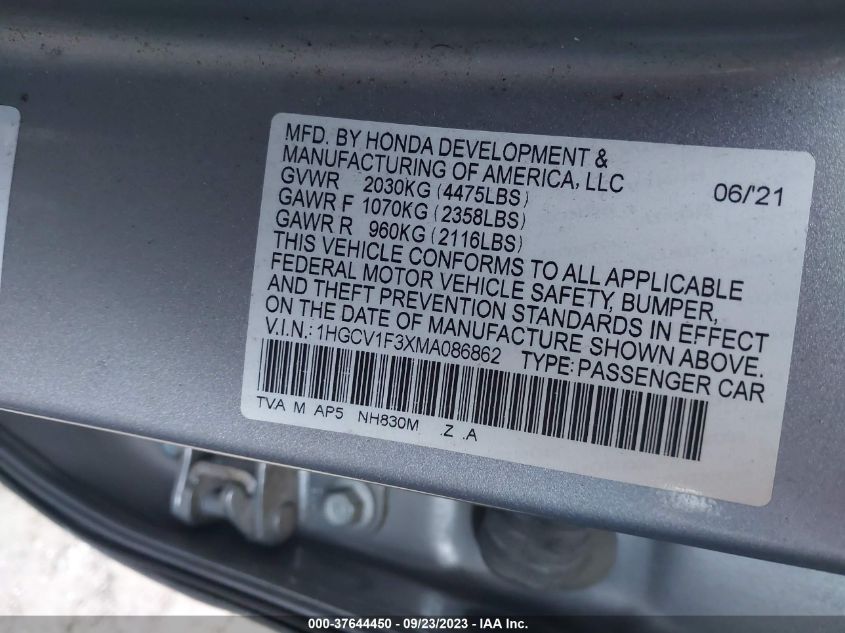 MFD. BY HONDA DEVELOPMENT &
MANUFACTURING OF AMERICA, LLC 06/'21
GVWR 2030KG (4475LBS)
GAWR F 1070KG (2358LBS)
GAWR R 960KG (2116LBS)
THIS VEHICLE CONFORMS TO ALL APPLICABLE
FEDERAL MOTOR VEHICLE SAFETY, BUMPER,
AND THEFT PREVENTION STANDARDS IN EFFECT
ON THE DATE OF MANUFACTURE SHOWN ABOVE.
V.I.N.: 1HGCV1F3XMA086862 TYPE: PASSENGER CAR
TVA M AP5 NH830M .Z .A
000-37644450 - 09/23/2023 - IAAI Inc.